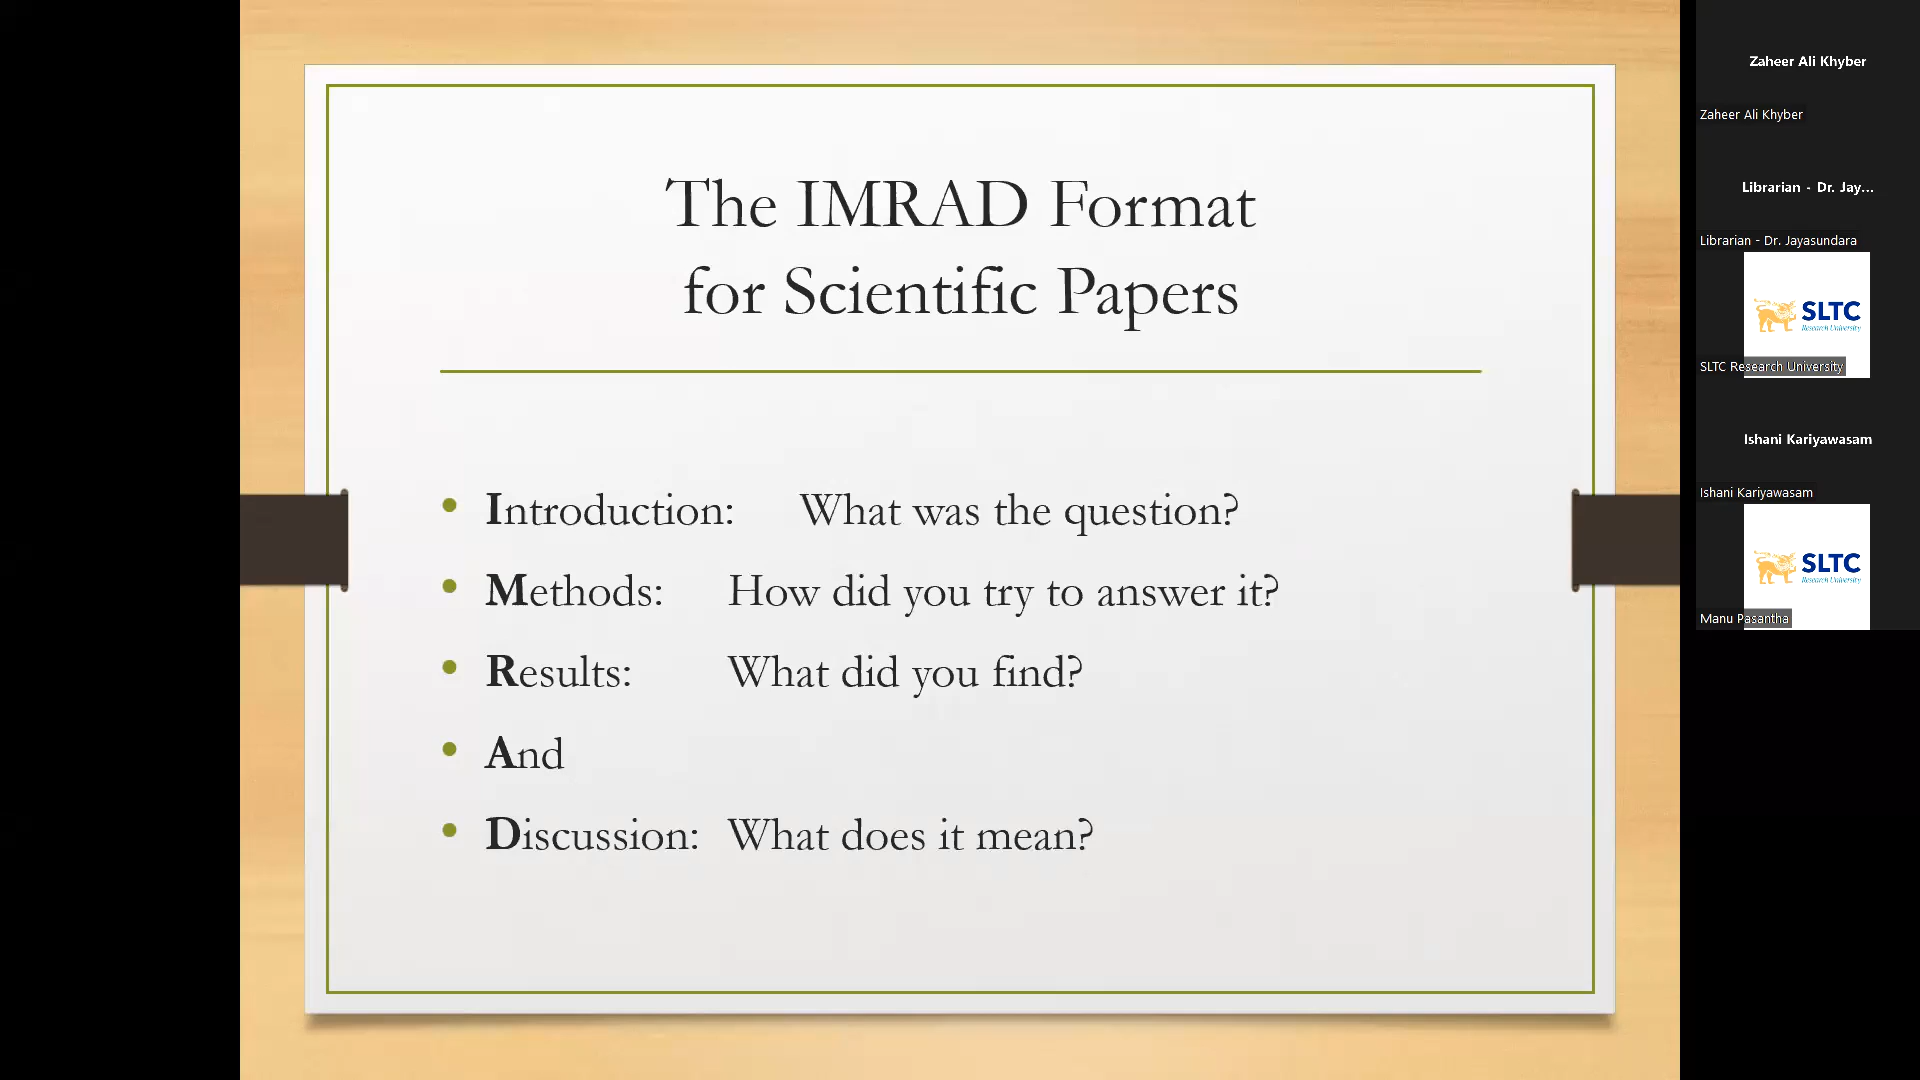 The IMRAD Format
for Scientific Papers
• Introduction: What was the question?
• Methods: How did you try to answer it?
• Results: What did you find?
• And
• Discussion: What does it mean?
Zaheer Ali Khyber
Zaheer Ali Khyber
Librarian - Dr. Jay...
Librarian - Dr. Jayasundara
SLTC
Research University
SLTC Research University
Ishani Kariyawasam
Ishani Kariyawasam
SLTC
Research University
Manu Pasantha